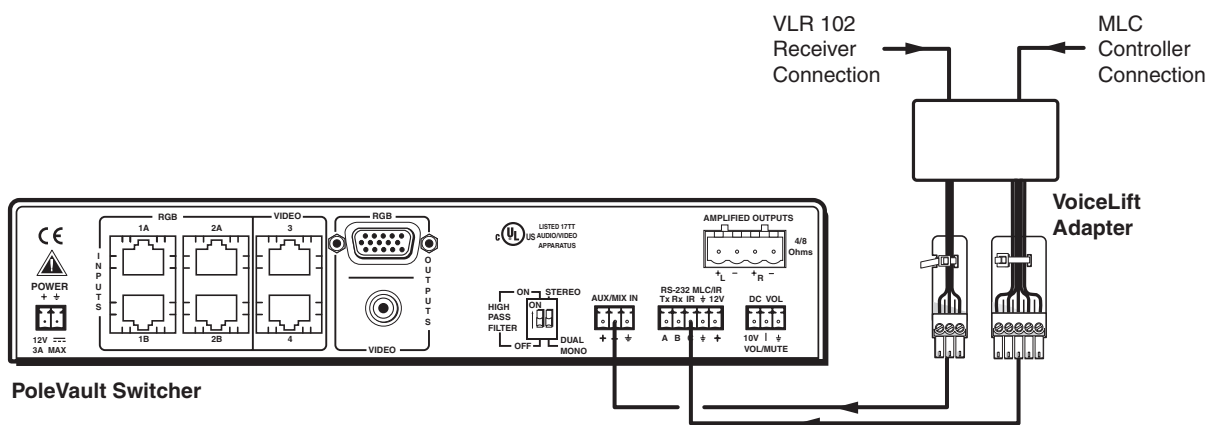 VLR 102
Receiver
Connection
MLC
Controller
Connection
VoiceLift
Adapter
CE
POWER
+ ⏚
12V ⎓
3A MAX
INPUTS
RGB
1A
2A
1B
2B
VIDEO
3
4
RGB
VIDEO
OUTPUTS
C UL US
LISTED 17TT
AUDIO/VIDEO
APPARATUS
HIGH
PASS
FILTER
ON
STEREO
ON
OFF
DUAL
MONO
AMPLIFIED OUTPUTS
4/8
Ohms
+ L - + R -
AUX/MIX IN
+ - ⏚
RS-232 MLC/IR
Tx Rx IR ⏚ 12V
A B C ⏚ +
DC VOL
10V ⏚
VOL/MUTE
PoleVault Switcher